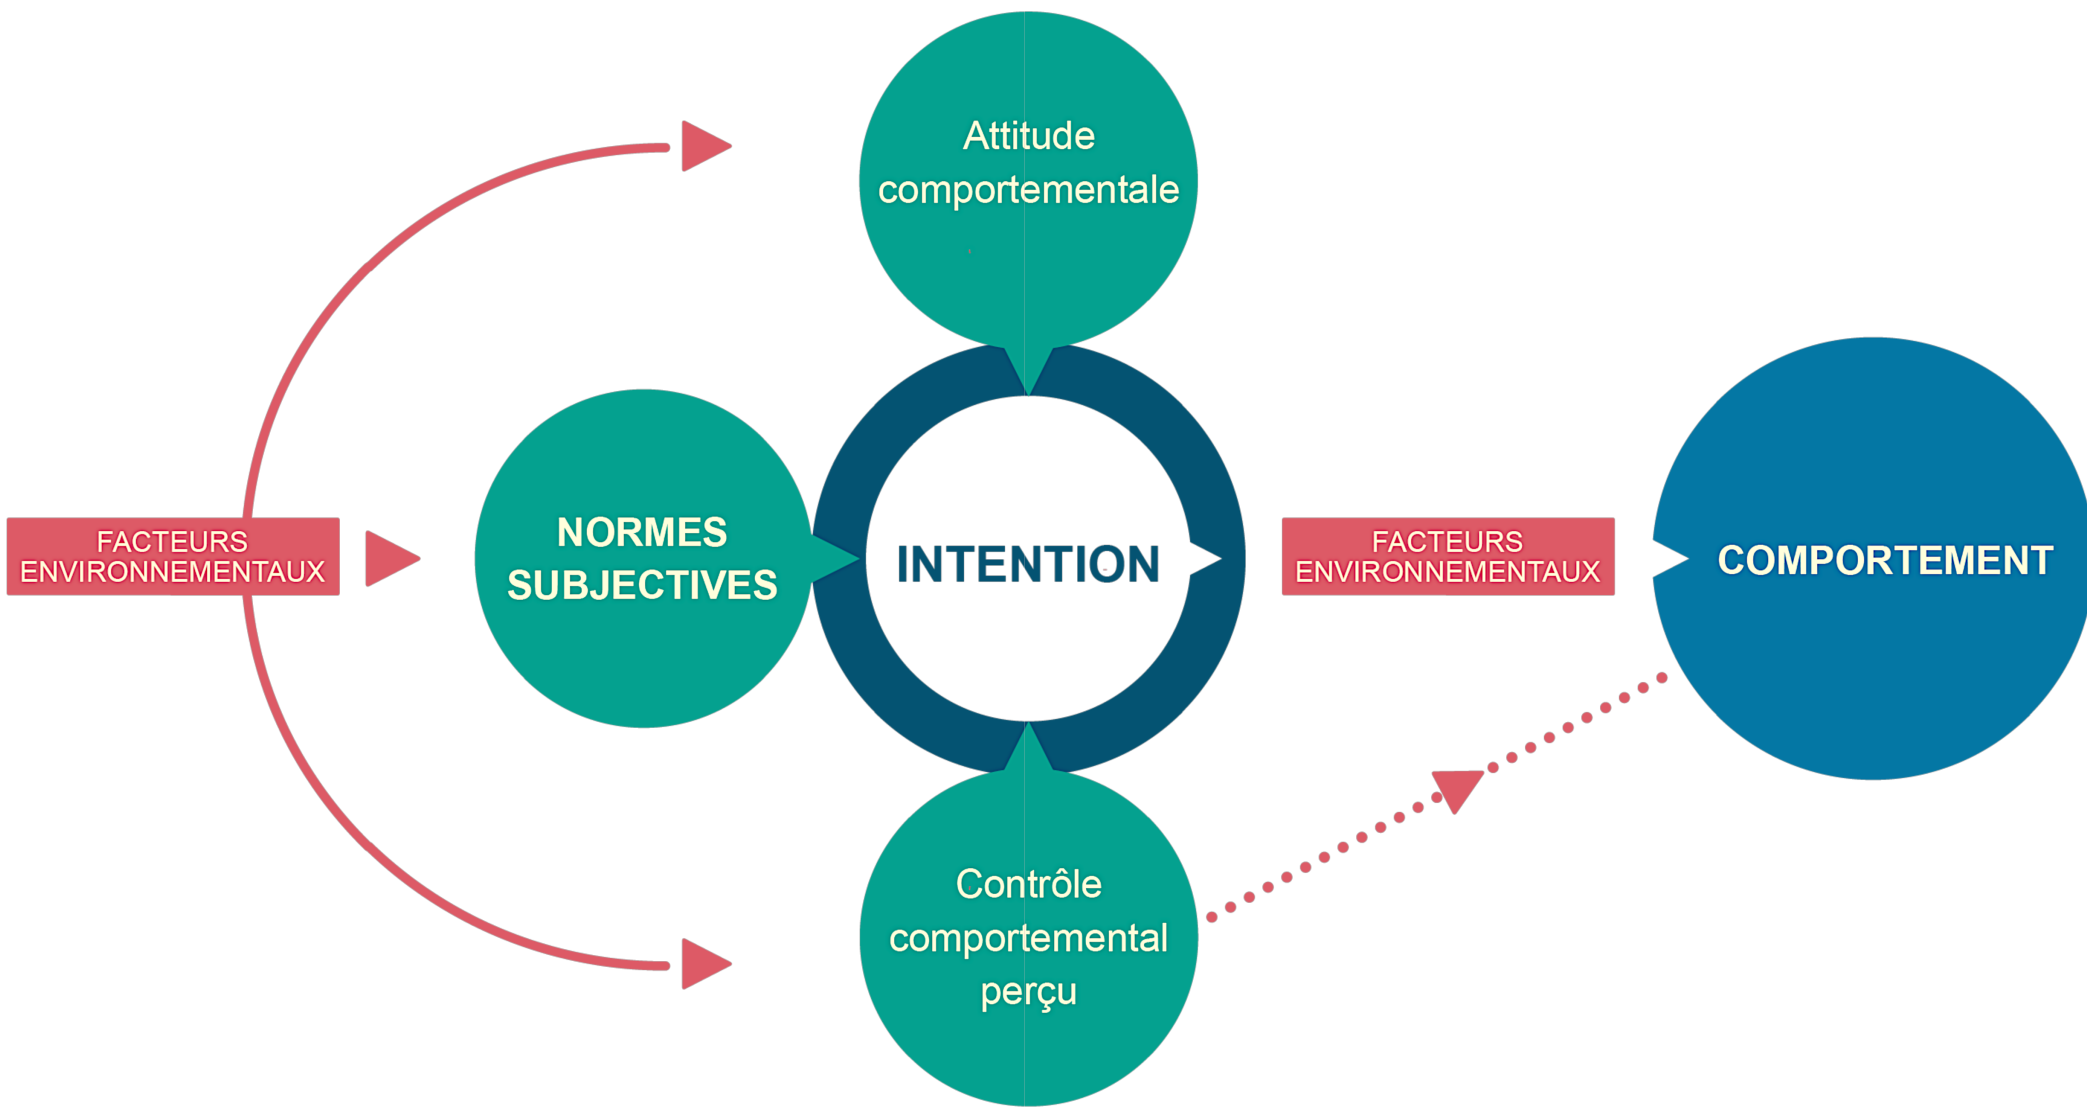 Attitude
comportementale
FACTEURS
ENVIRONNEMENTAUX
NORMES
SUBJECTIVES
INTENTION
FACTEURS
ENVIRONNEMENTAUX
COMPORTEMENT
Contrôle
comportemental
perçu